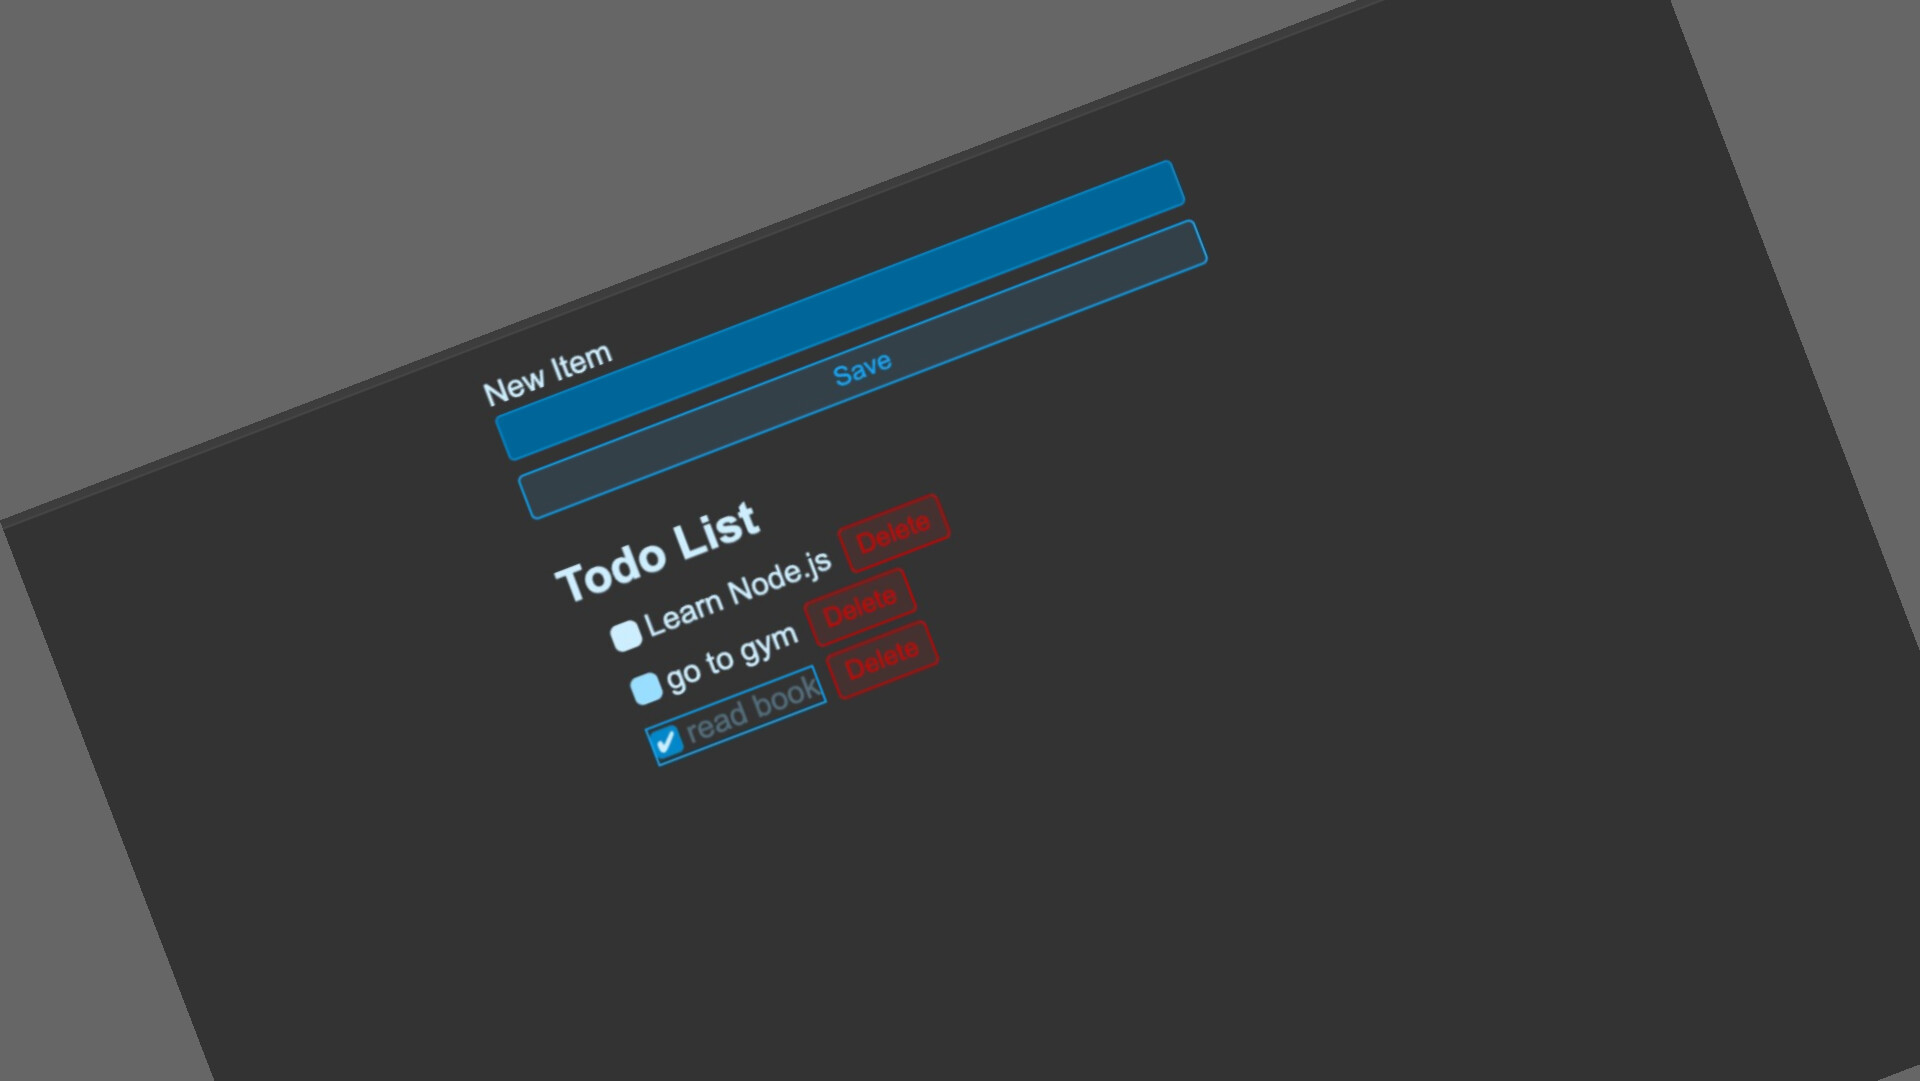 New Item
Save
Todo List
Learn Node.js Delete
go to gym Delete
read book Delete